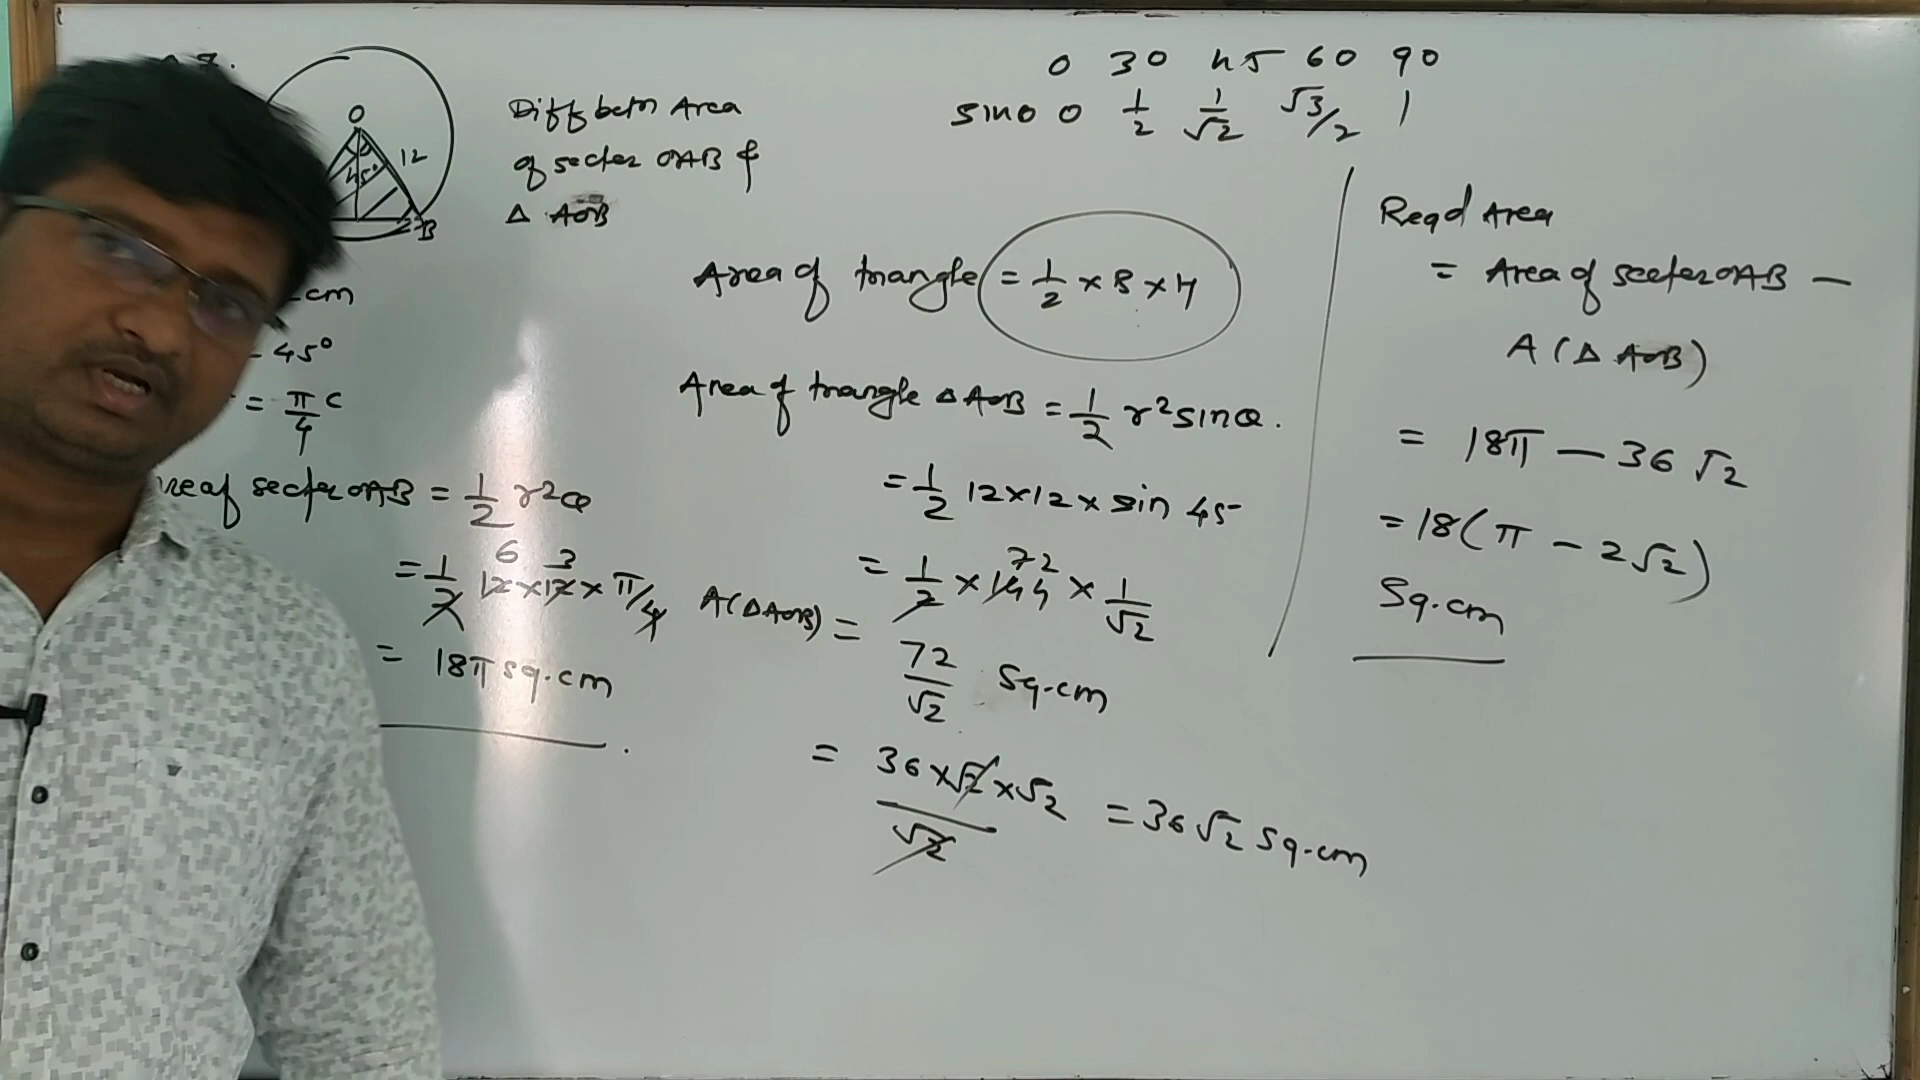 O
12
45°
B
cm
- 45°
= π/4 c
Diff betn Area
of sector OAB &
Δ AOB
0 30 45 60 90
sinθ 0 1/2 1/√2 √3/2 1
Area of triangle = 1/2 × B × H
Area of triangle Δ AOB = 1/2 r² sinθ.
= 1/2 12×12× sin 45
= 1/2 × 144 × 1/√2
72
A(ΔAOB) = 72/√2 Sq.cm
= 36×√2×√2/√2 = 36√2 Sq.cm
rea of sector OAB = 1/2 r²θ
6 3
= 1/2 12×12×π/4
= 18π sq.cm
Reqd Area
= Area of sector OAB —
A(Δ AOB)
= 18π — 36√2
= 18(π - 2√2)
Sq.cm